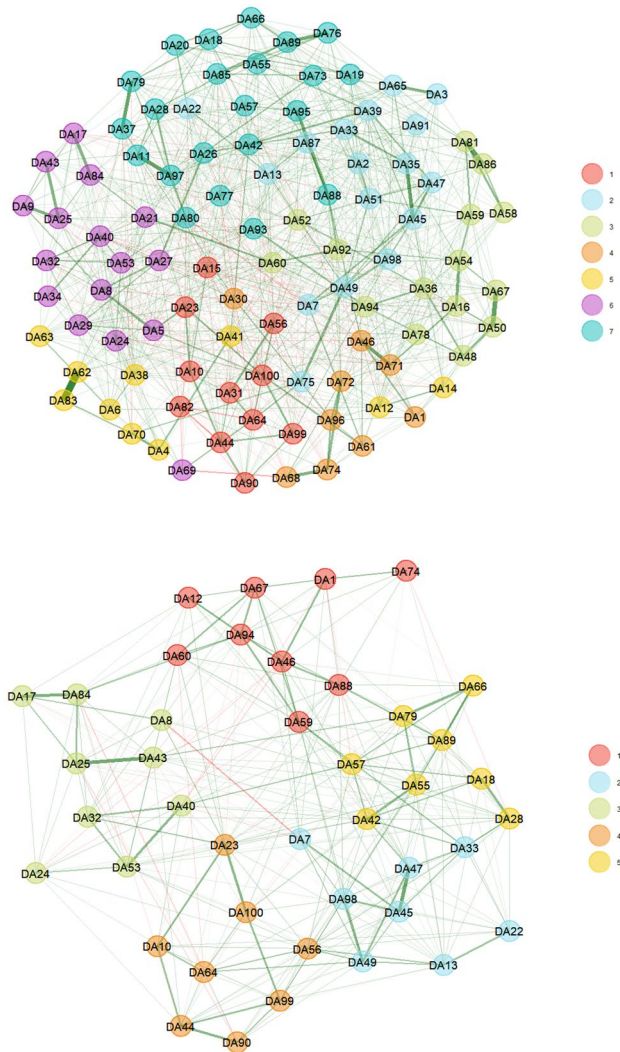 DA66
DA20 DA18 DA89 DA76
DA85 DA55 DA73 DA19
DA79 DA65 DA3
DA28 DA22 DA57 DA95 DA39
DA37 DA33 DA91
DA17 DA42 DA87 DA81
DA43 DA11 DA26 DA2 DA35 DA86
DA84 DA97 DA13 DA47
DA77 DA88 DA51
DA9 DA25 DA21 DA80 DA52 DA45 DA59 DA58
DA40 DA93 DA92
DA32 DA53 DA27 DA15 DA60 DA98 DA54
DA34 DA8 DA30 DA7 DA49 DA36 DA67
DA23 DA94 DA16
DA29 DA24 DA5 DA56 DA50
DA63 DA41 DA46 DA78
DA62 DA38 DA10 DA100 DA71 DA48
DA83 DA31 DA75 DA72 DA14
DA6 DA82 DA64 DA96 DA12 DA1
DA70 DA4 DA44 DA99 DA61
DA69 DA90 DA68 DA74
1
2
3
4
5
6
7
DA74
DA1
DA12 DA67
DA94
DA60 DA46
DA17 DA84 DA88 DA66
DA8 DA59 DA79
DA25 DA43 DA57 DA89
DA55 DA18
DA32 DA40 DA42 DA28
DA23 DA7 DA33
DA24 DA53 DA47
DA100 DA98 DA45
DA10 DA56 DA22
DA64 DA49 DA13
DA99
DA44 DA90
1
2
3
4
5